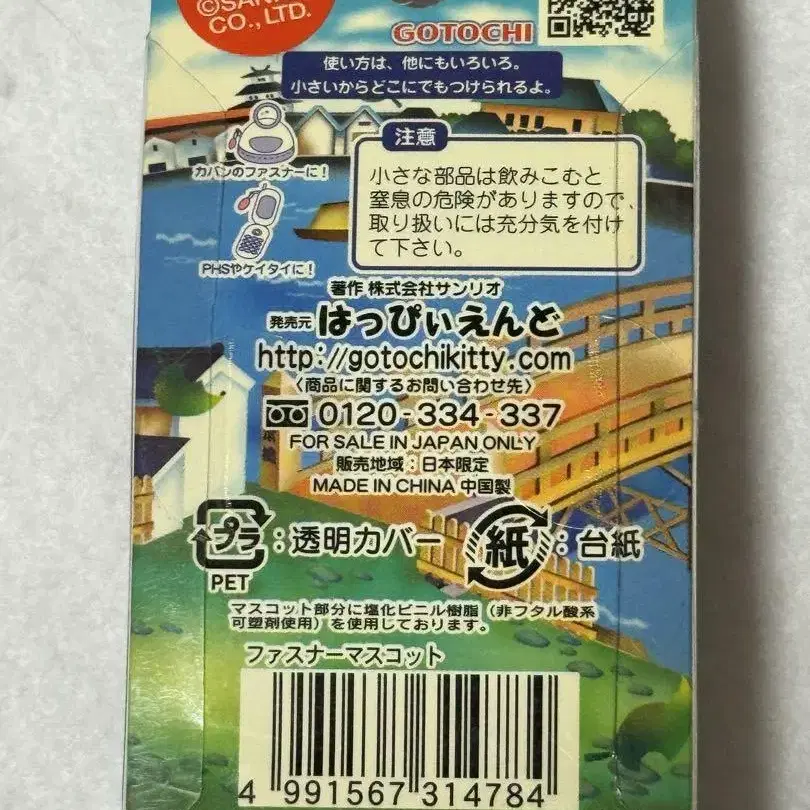 ©SAN
CO., LTD.
GOTOCHI
使い方は、他にもいろいろ。
小さいからどこにでもつけられるよ。
カバンのファスナーに!
PHSやケイタイに!
注意
小さな部品は飲みこむと
窒息の危険がありますので、
取り扱いには充分気を付け
て下さい。
著作 株式会社サンリオ
発売元 はっぴぃえんど
http://gotochikitty.com
〈商品に関するお問い合わせ先〉
0120-334-337
FOR SALE IN JAPAN ONLY
販売地域:日本限定
MADE IN CHINA 中国製
プラ:透明カバー
PET
紙:台紙
マスコット部分に塩化ビニル樹脂(非フタル酸系
可塑剤使用)を使用しております。
ファスナーマスコット
4 991567 314784